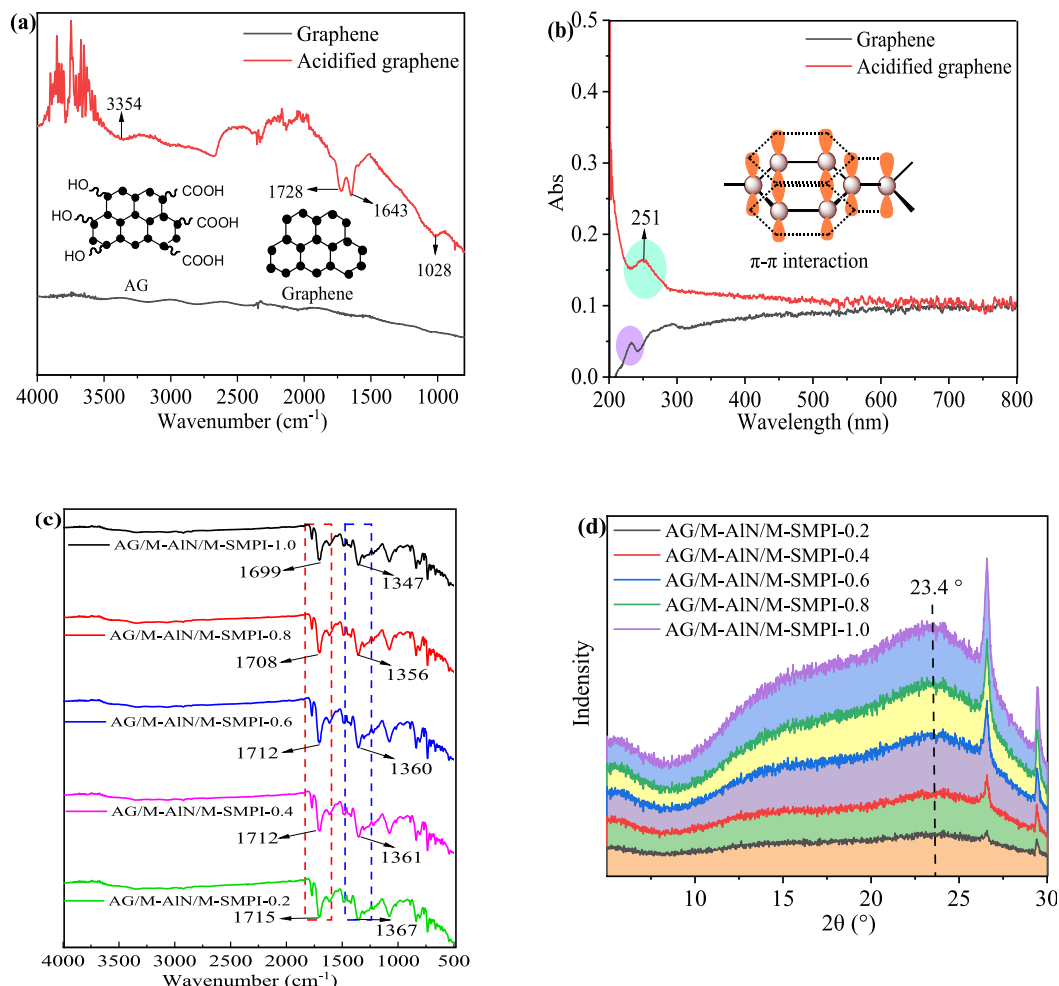 (a)
Graphene
Acidified graphene
3354
1728
1643
1028
COOH
HO
HO
COOH
HO
COOH
AG
Graphene
4000 3500 3000 2500 2000 1500 1000
Wavenumber (cm⁻¹)
(b)
0.5
0.4
0.3
0.2
0.1
0.0
Abs
Graphene
Acidified graphene
251
π-π interaction
200 300 400 500 600 700 800
Wavelength (nm)
(c)
AG/M-AlN/M-SMPI-1.0
1699
1347
AG/M-AlN/M-SMPI-0.8
1708
1356
AG/M-AlN/M-SMPI-0.6
1712
1360
AG/M-AlN/M-SMPI-0.4
1712
1361
AG/M-AlN/M-SMPI-0.2
1715
1367
4000 3500 3000 2500 2000 1500 1000 500
Wavenumber (cm⁻¹)
(d)
AG/M-AlN/M-SMPI-0.2
AG/M-AlN/M-SMPI-0.4
AG/M-AlN/M-SMPI-0.6
AG/M-AlN/M-SMPI-0.8
AG/M-AlN/M-SMPI-1.0
23.4 °
Indensity
10 15 20 25 30
2θ (°)